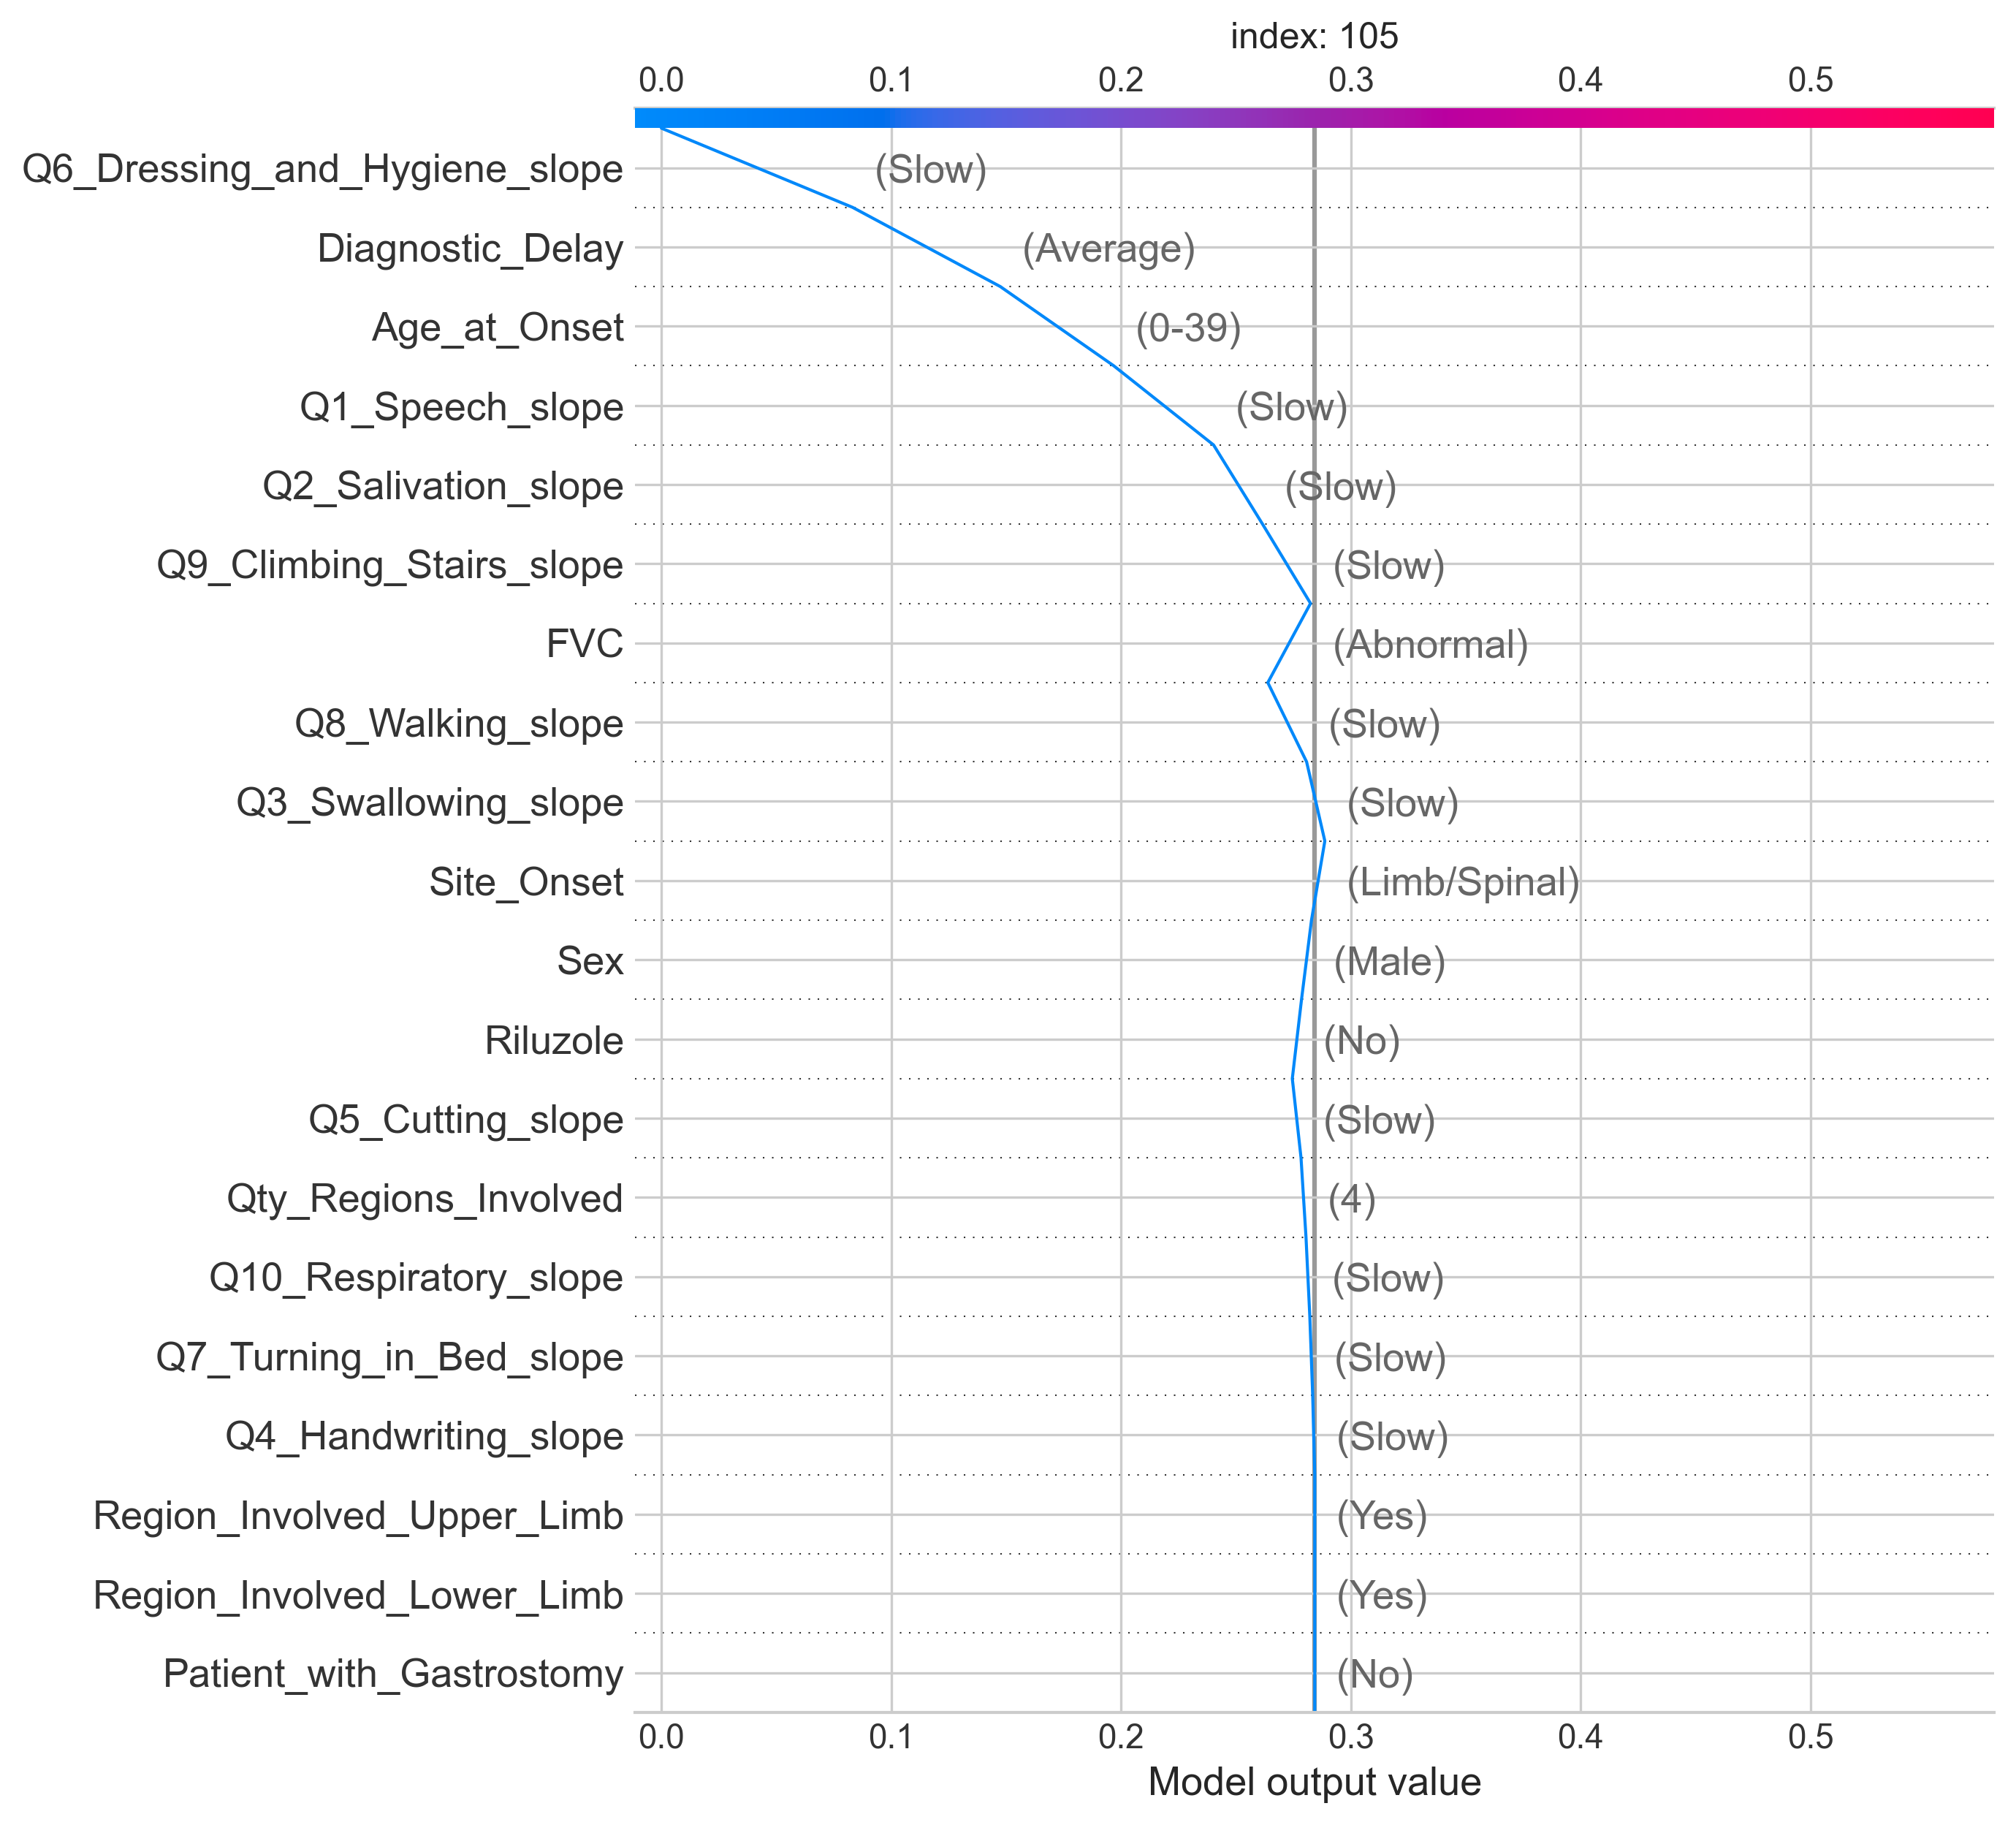 index: 105
0.0 0.1 0.2 0.3 0.4 0.5
Q6_Dressing_and_Hygiene_slope (Slow)
Diagnostic_Delay (Average)
Age_at_Onset (0-39)
Q1_Speech_slope (Slow)
Q2_Salivation_slope (Slow)
Q9_Climbing_Stairs_slope (Slow)
FVC (Abnormal)
Q8_Walking_slope (Slow)
Q3_Swallowing_slope (Slow)
Site_Onset (Limb/Spinal)
Sex (Male)
Riluzole (No)
Q5_Cutting_slope (Slow)
Qty_Regions_Involved (4)
Q10_Respiratory_slope (Slow)
Q7_Turning_in_Bed_slope (Slow)
Q4_Handwriting_slope (Slow)
Region_Involved_Upper_Limb (Yes)
Region_Involved_Lower_Limb (Yes)
Patient_with_Gastrostomy (No)
0.0 0.1 0.2 0.3 0.4 0.5
Model output value